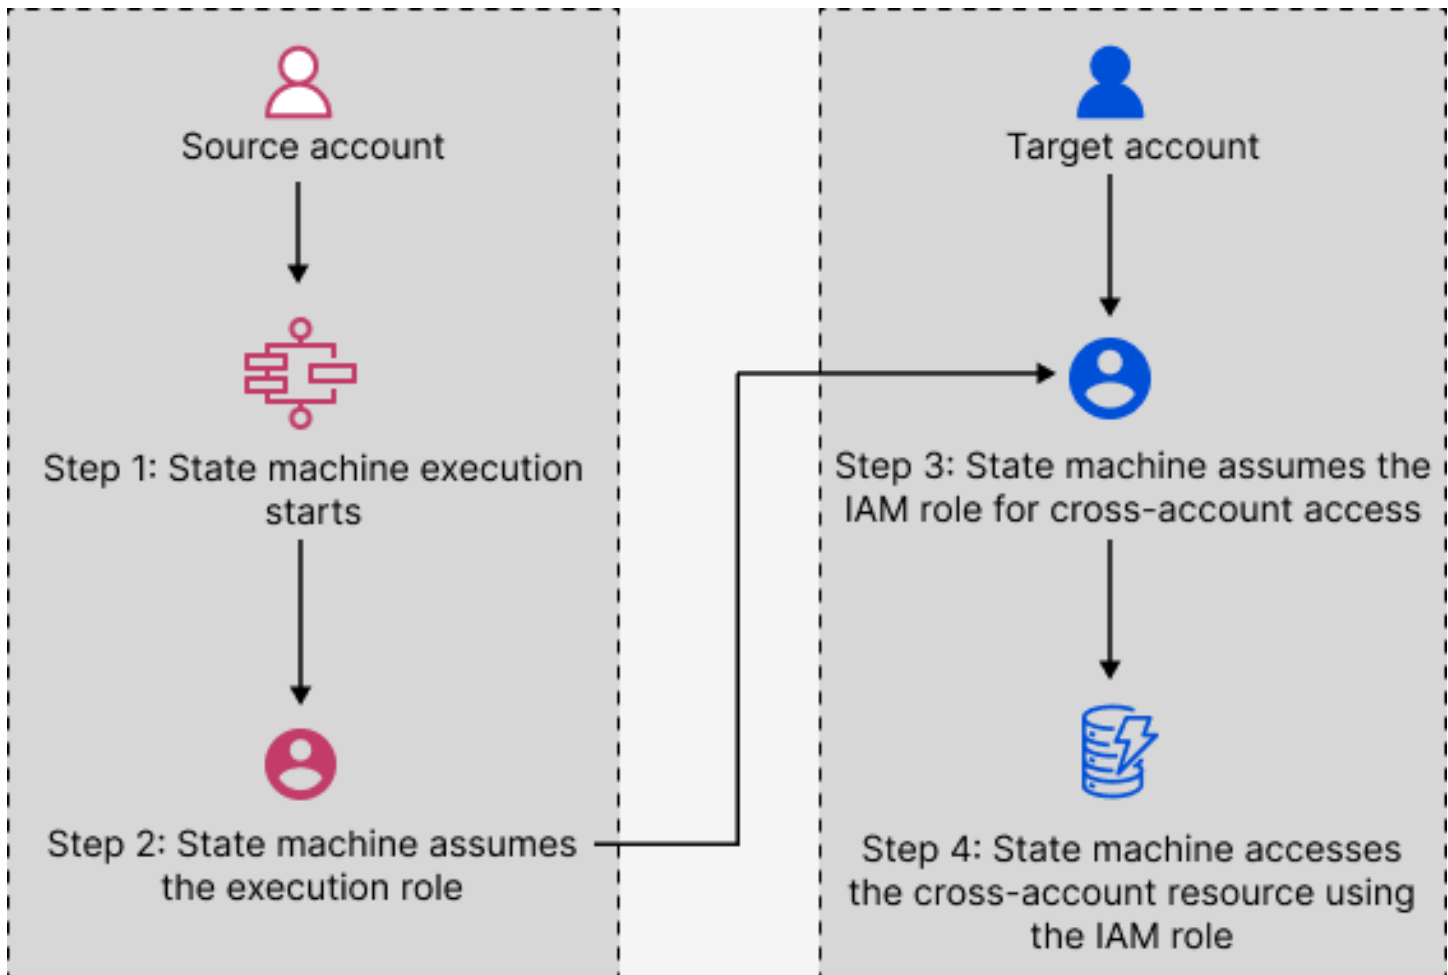 Source account
Step 1: State machine execution
starts
Step 2: State machine assumes
the execution role
Target account
Step 3: State machine assumes the
IAM role for cross-account access
Step 4: State machine accesses
the cross-account resource using
the IAM role